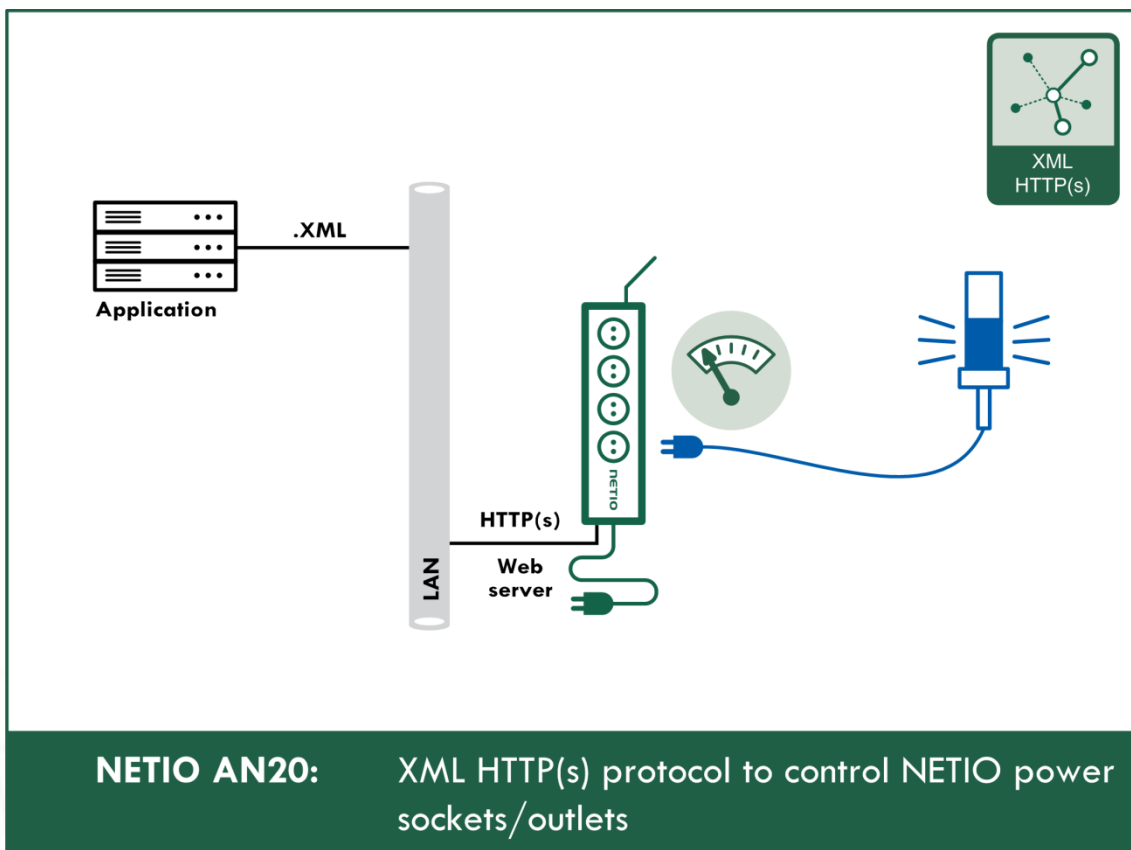 XML
HTTP(s)
.XML
Application
LAN
NETIO
HTTP(s)
Web
server
NETIO AN20: XML HTTP(s) protocol to control NETIO power
sockets/outlets